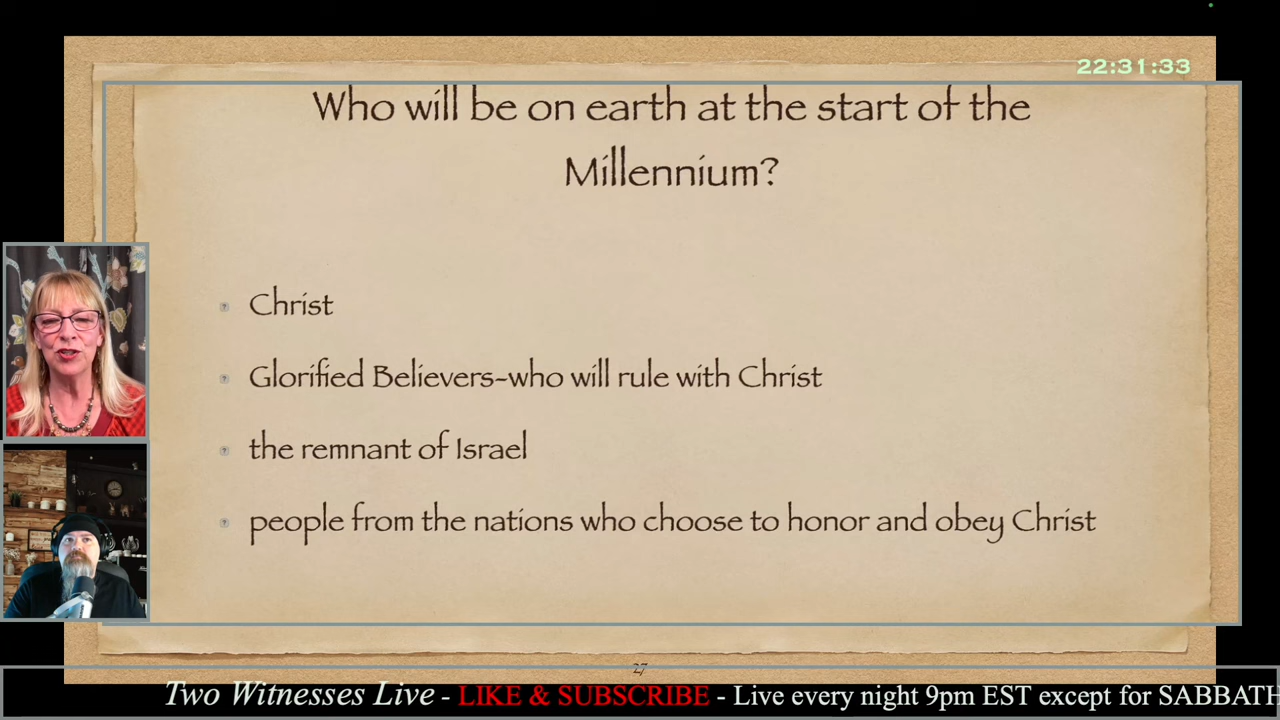 22:31:33
Who will be on earth at the start of the
Millennium?
Christ
Glorified Believers-who will rule with Christ
the remnant of Israel
people from the nations who choose to honor and obey Christ
27
Two Witnesses Live - LIKE & SUBSCRIBE - Live every night 9pm EST except for SABBATH